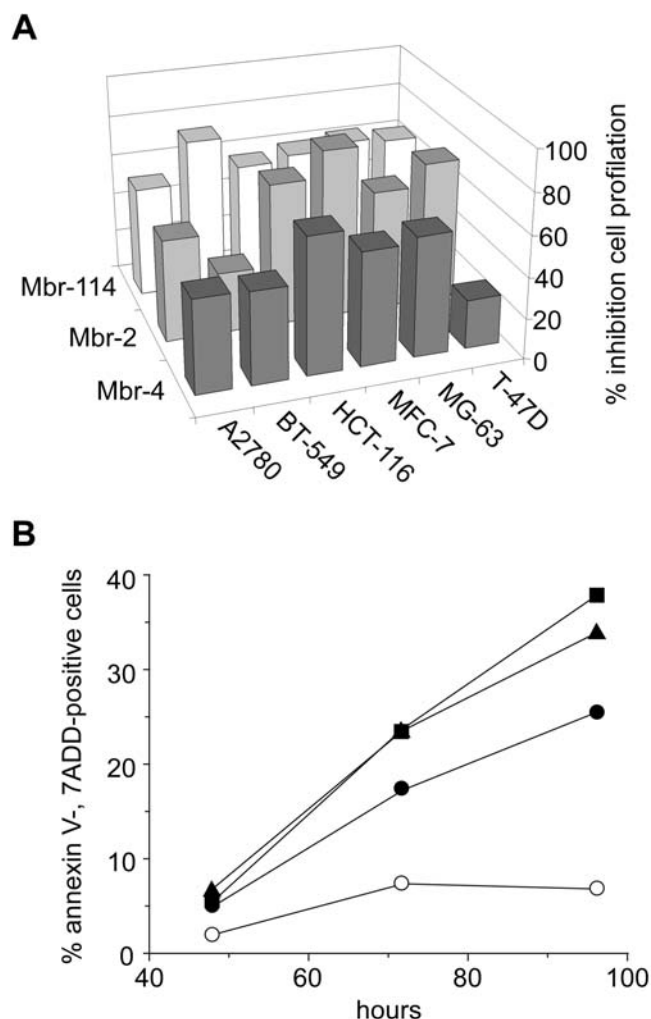 A
100
80
60
40
20
0
% inhibition cell profilation
Mbr-114
Mbr-2
Mbr-4
A2780
BT-549
HCT-116
MFC-7
MG-63
T-47D
B
% annexin V-, 7ADD-positive cells
40
30
20
10
0
40 60 80 100
hours